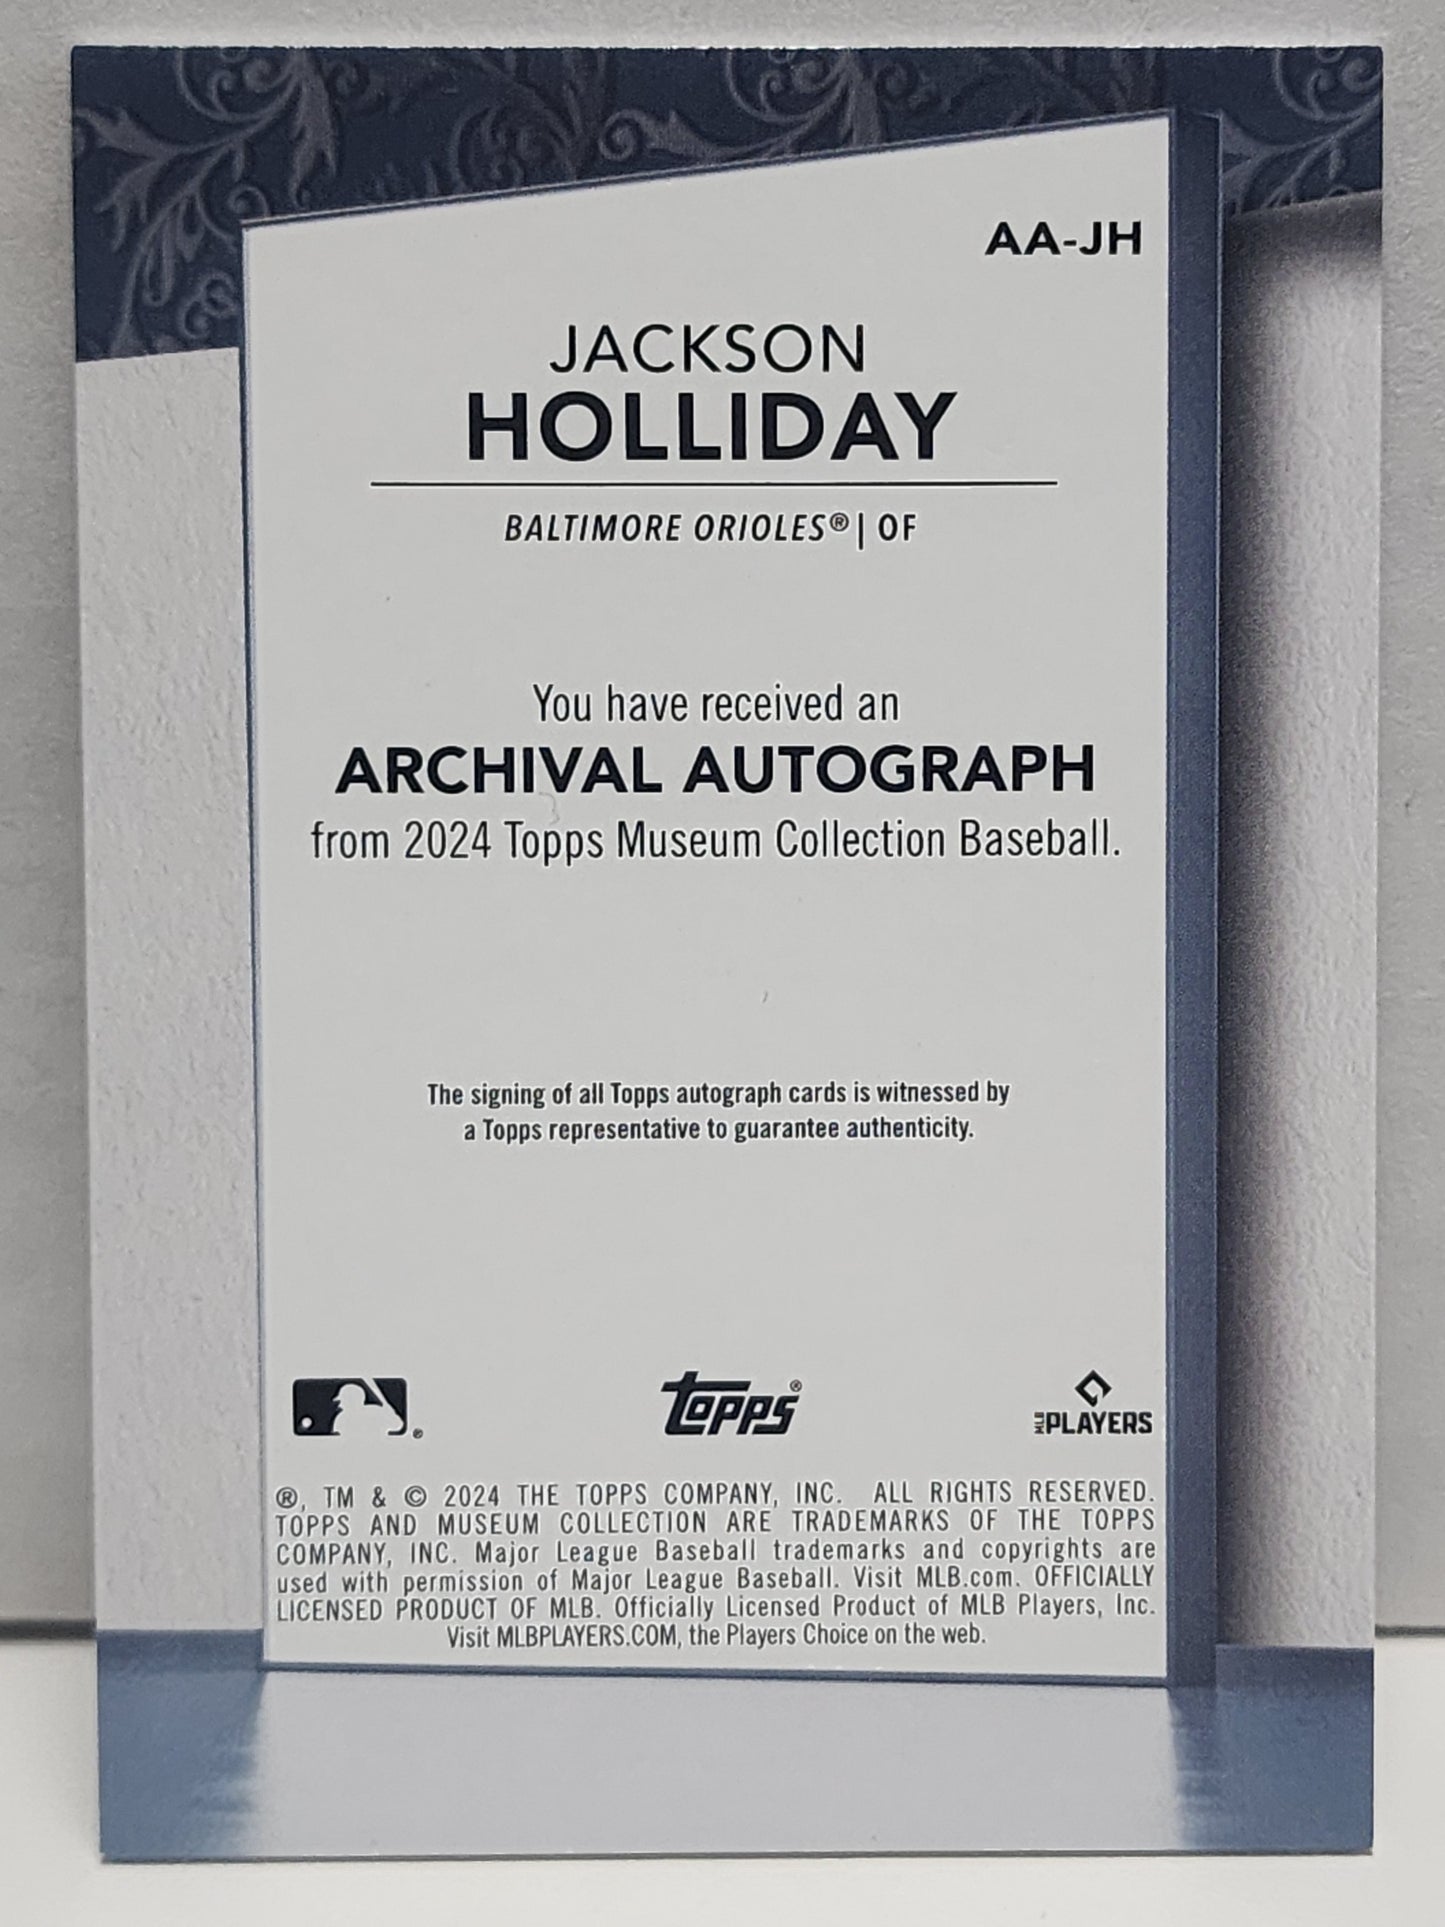 AA-JH
JACKSON
HOLLIDAY
BALTIMORE ORIOLES® | OF
You have received an
ARCHIVAL AUTOGRAPH
from 2024 Topps Museum Collection Baseball.
The signing of all Topps autograph cards is witnessed by
a Topps representative to guarantee authenticity.
® topps® MLB PLAYERS
®, TM & © 2024 THE TOPPS COMPANY, INC. ALL RIGHTS RESERVED.
TOPPS AND MUSEUM COLLECTION ARE TRADEMARKS OF THE TOPPS
COMPANY, INC. Major League Baseball trademarks and copyrights are
used with permission of Major League Baseball. Visit MLB.com. OFFICIALLY
LICENSED PRODUCT OF MLB. Officially Licensed Product of MLB Players, Inc.
Visit MLBPLAYERS.COM, the Players Choice on the web.